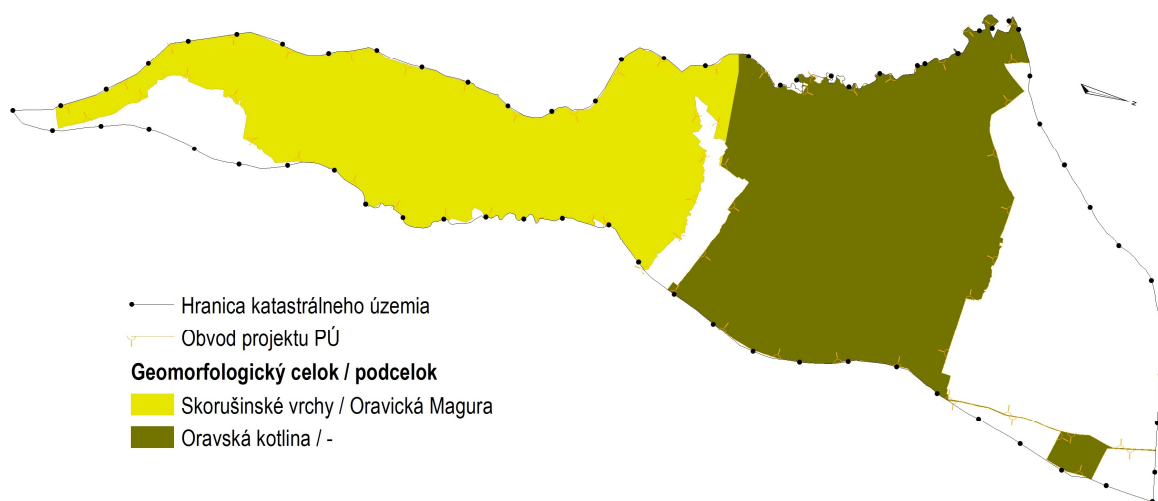 N
Hranica katastrálneho územia
Obvod projektu PÚ
Geomorfologický celok / podcelok
Skorušinské vrchy / Oravická Magura
Oravská kotlina / -